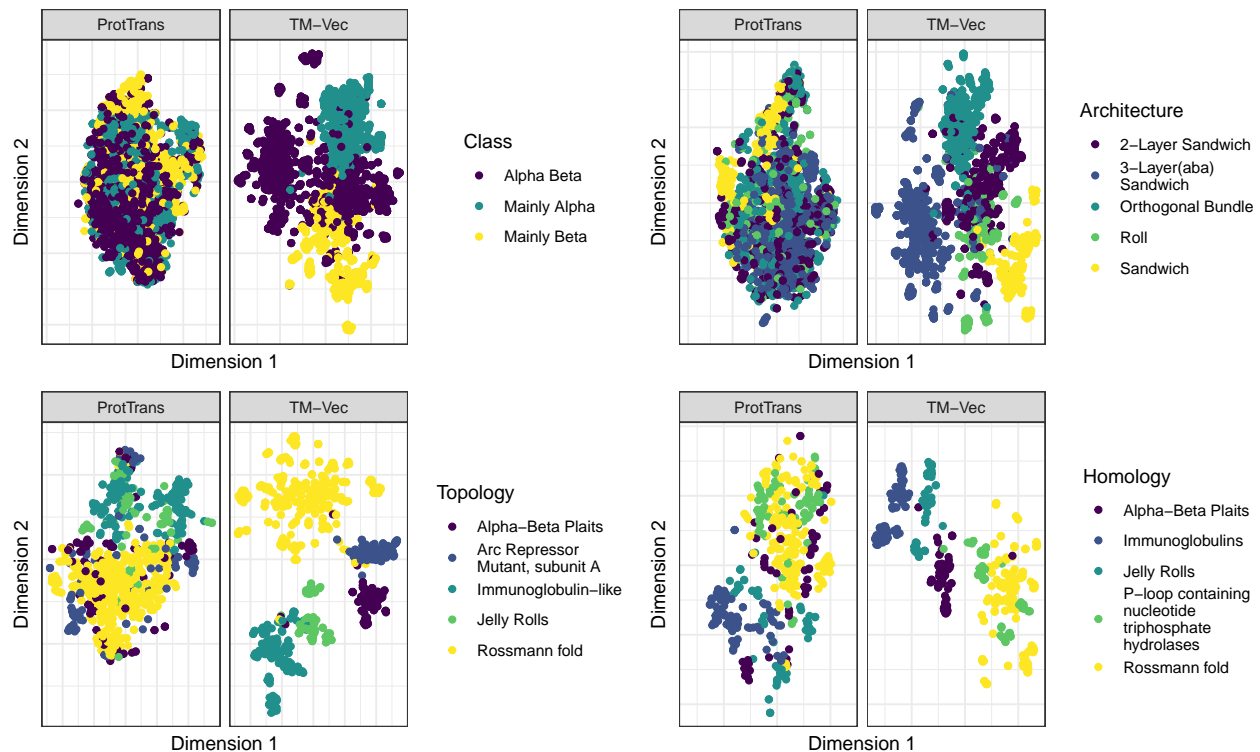 ProtTrans
TM−Vec
Dimension 2
Dimension 1
Class
Alpha Beta
Mainly Alpha
Mainly Beta
ProtTrans
TM−Vec
Dimension 2
Dimension 1
Architecture
2−Layer Sandwich
3−Layer(aba)
Sandwich
Orthogonal Bundle
Roll
Sandwich
ProtTrans
TM−Vec
Dimension 2
Dimension 1
Topology
Alpha−Beta Plaits
Arc Repressor
Mutant, subunit A
Immunoglobulin−like
Jelly Rolls
Rossmann fold
ProtTrans
TM−Vec
Dimension 2
Dimension 1
Homology
Alpha−Beta Plaits
Immunoglobulins
Jelly Rolls
P−loop containing
nucleotide
triphosphate
hydrolases
Rossmann fold